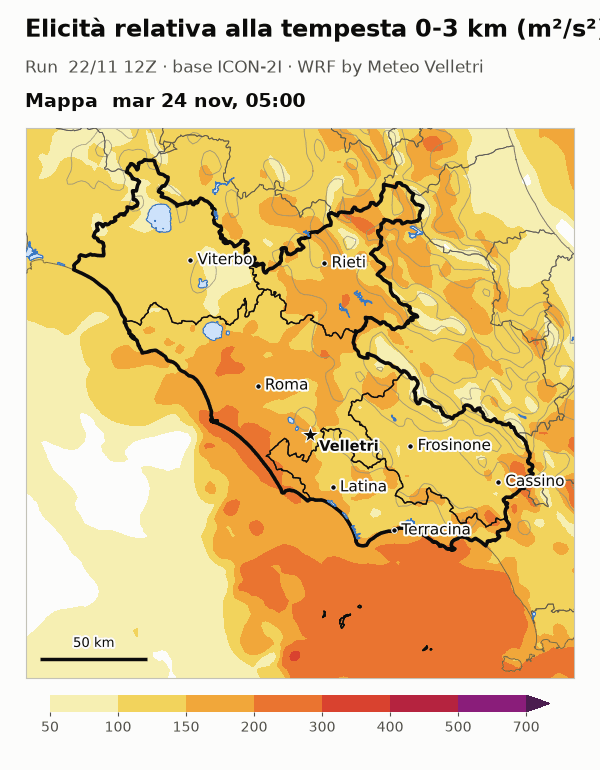 Elicità relativa alla tempesta 0-3 km (m²/s²)
Run 22/11 12Z · base ICON-2I · WRF by Meteo Velletri
Mappa mar 24 nov, 05:00
Viterbo
Rieti
Roma
Velletri
Frosinone
Cassino
Latina
Terracina
50 km
50 100 150 200 300 400 500 700